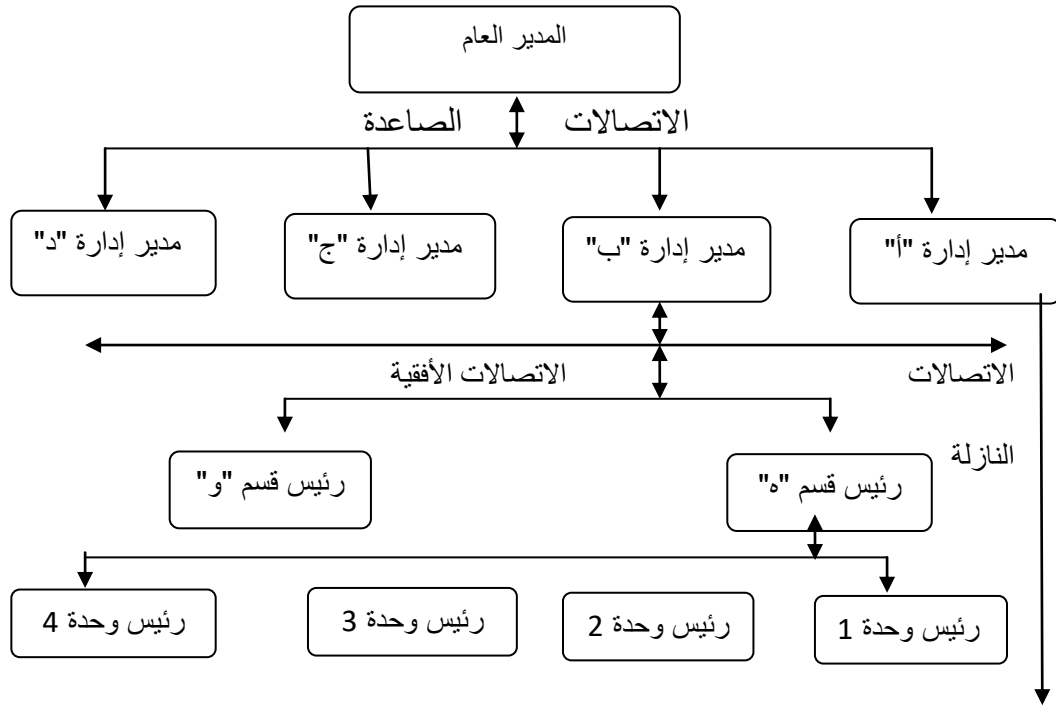 المدير العام
الاتصالات الصاعدة
مدير إدارة "أ"
مدير إدارة "ب"
مدير إدارة "ج"
مدير إدارة "د"
الاتصالات
الاتصالات الأفقية
النازلة
رئيس قسم "ه"
رئيس قسم "و"
رئيس وحدة 1
رئيس وحدة 2
رئيس وحدة 3
رئيس وحدة 4